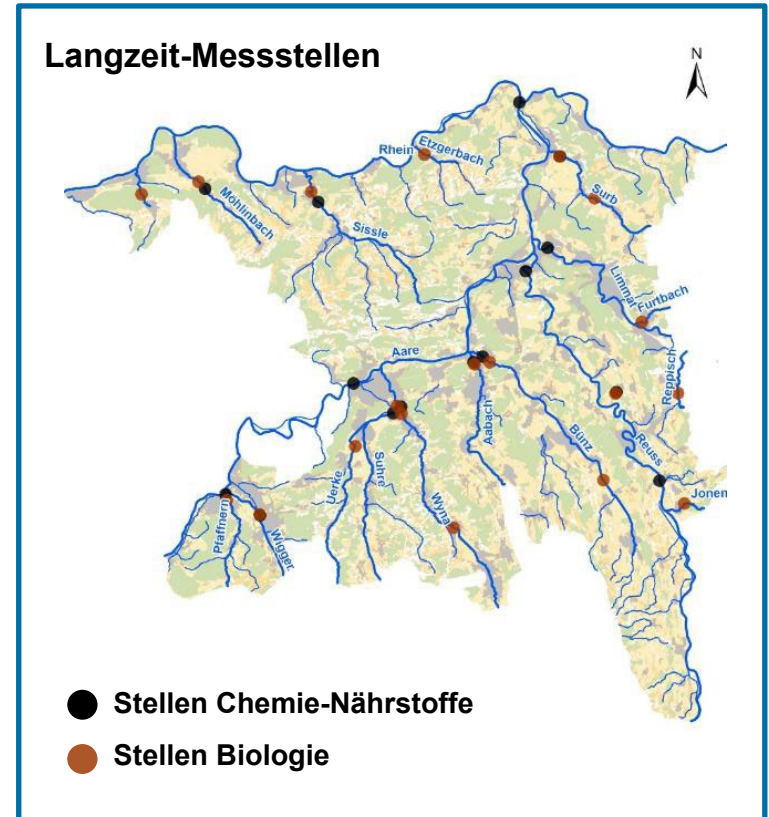 Langzeit-Messstellen
N
Rhein
Etzgerbach
Möhlinbach
Surb
Sissle
Limmat
Furtbach
Aare
Reppisch
Aabach
Bünz
Reuss
Uerke
Suhre
Wyna
Jonen
Pfaffnern
Wigger
Stellen Chemie-Nährstoffe
Stellen Biologie